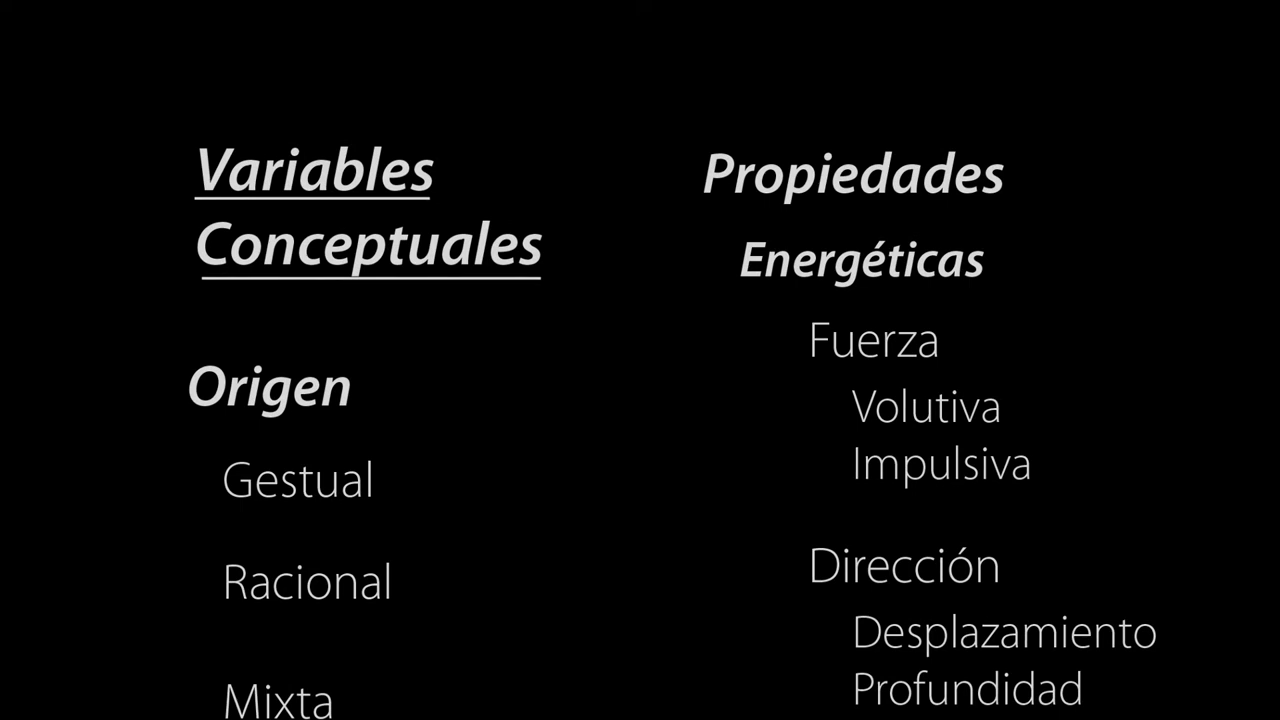 Variables
Conceptuales
Origen
Gestual
Racional
Mixta
Propiedades
Energéticas
Fuerza
Volutiva
Impulsiva
Dirección
Desplazamiento
Profundidad